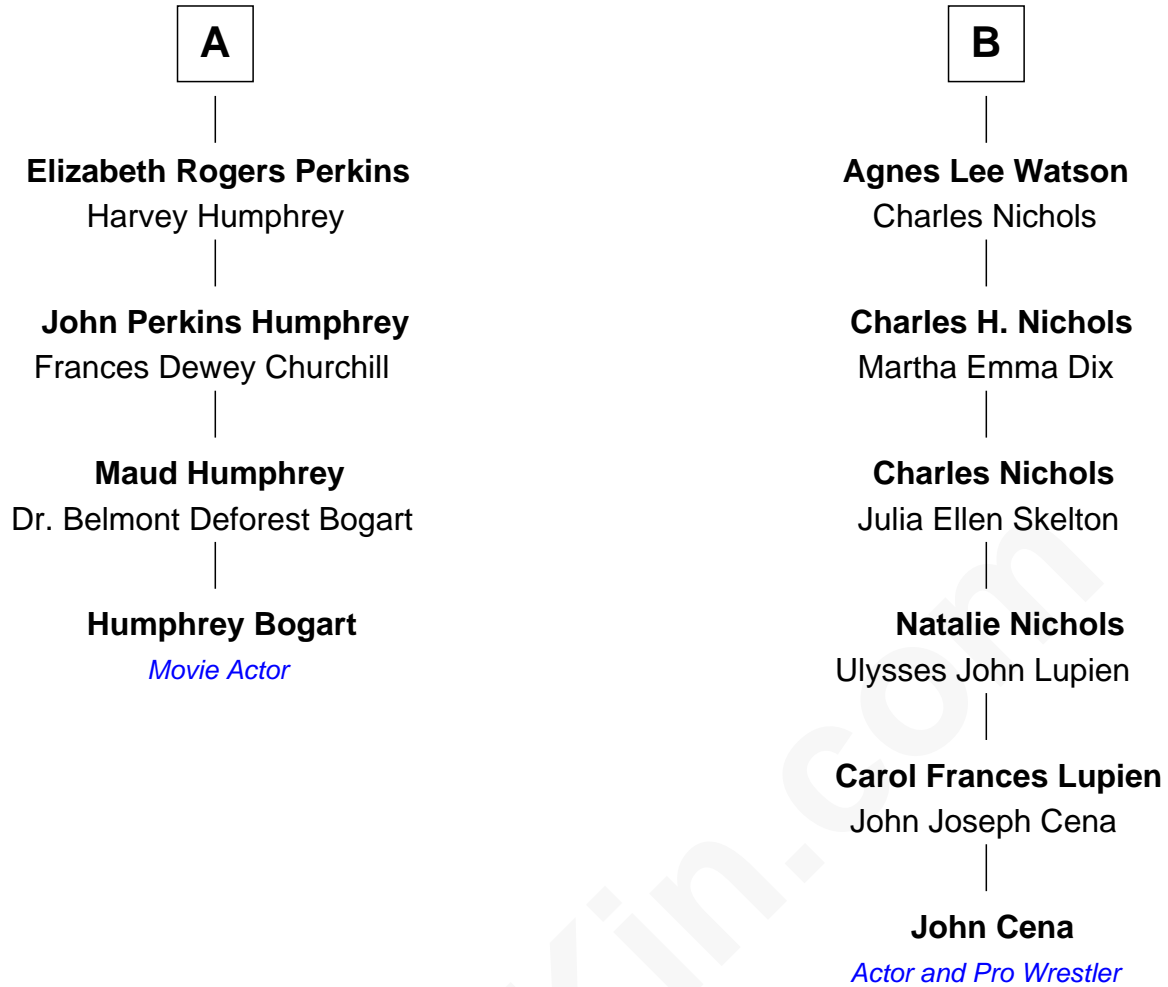 A
Elizabeth Rogers Perkins
Harvey Humphrey
John Perkins Humphrey
Frances Dewey Churchill
Maud Humphrey
Dr. Belmont Deforest Bogart
Humphrey Bogart
Movie Actor
B
Agnes Lee Watson
Charles Nichols
Charles H. Nichols
Martha Emma Dix
Charles Nichols
Julia Ellen Skelton
Natalie Nichols
Ulysses John Lupien
Carol Frances Lupien
John Joseph Cena
John Cena
Actor and Pro Wrestler
kin.com